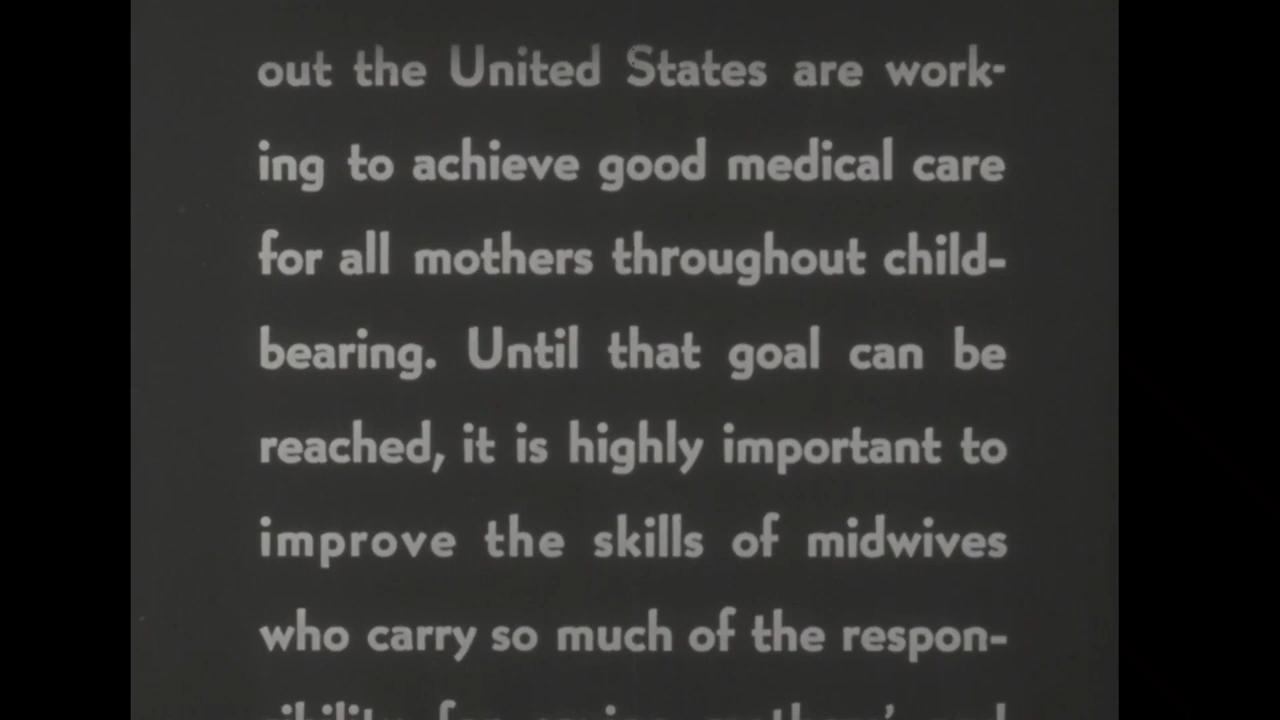 out the United States are work-
ing to achieve good medical care
for all mothers throughout child-
bearing. Until that goal can be
reached, it is highly important to
improve the skills of midwives
who carry so much of the respon-